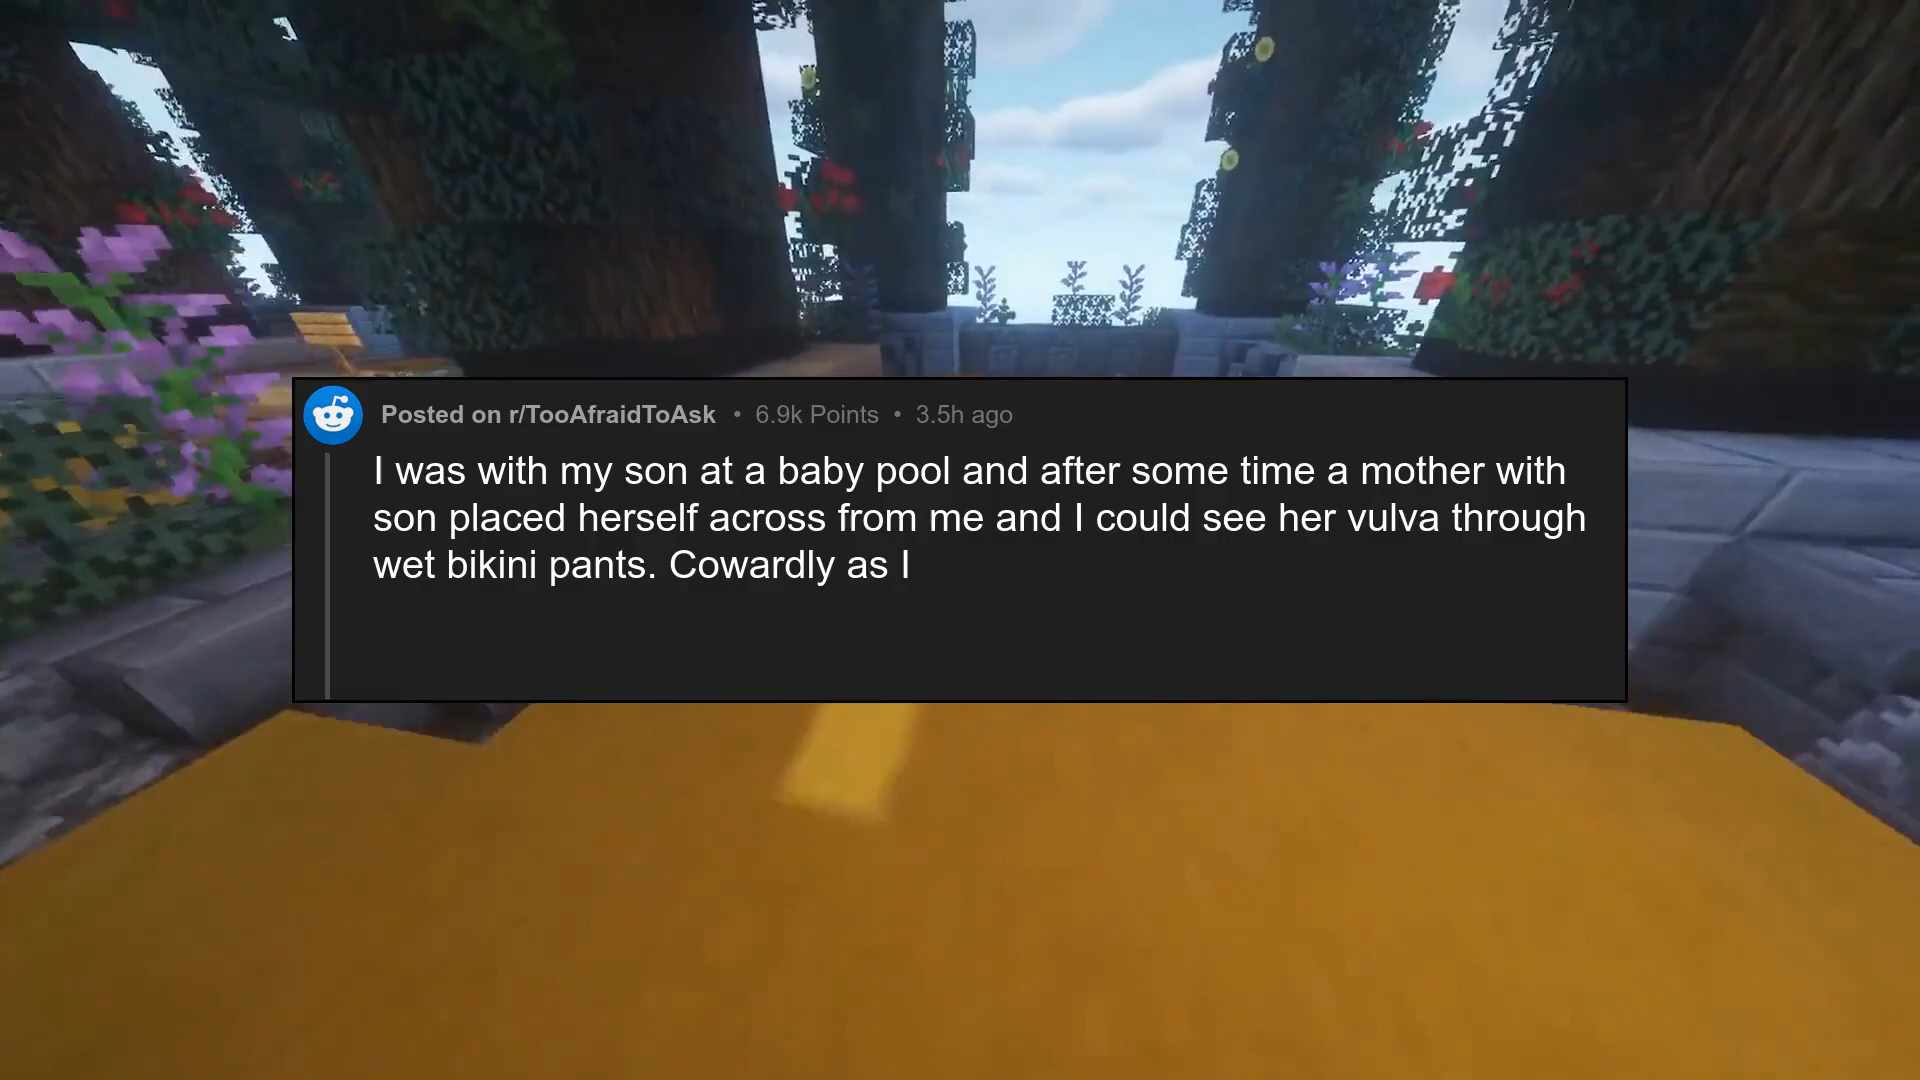 Posted on r/TooAfraidToAsk • 6.9k Points • 3.5h ago
I was with my son at a baby pool and after some time a mother with
son placed herself across from me and I could see her vulva through
wet bikini pants. Cowardly as I